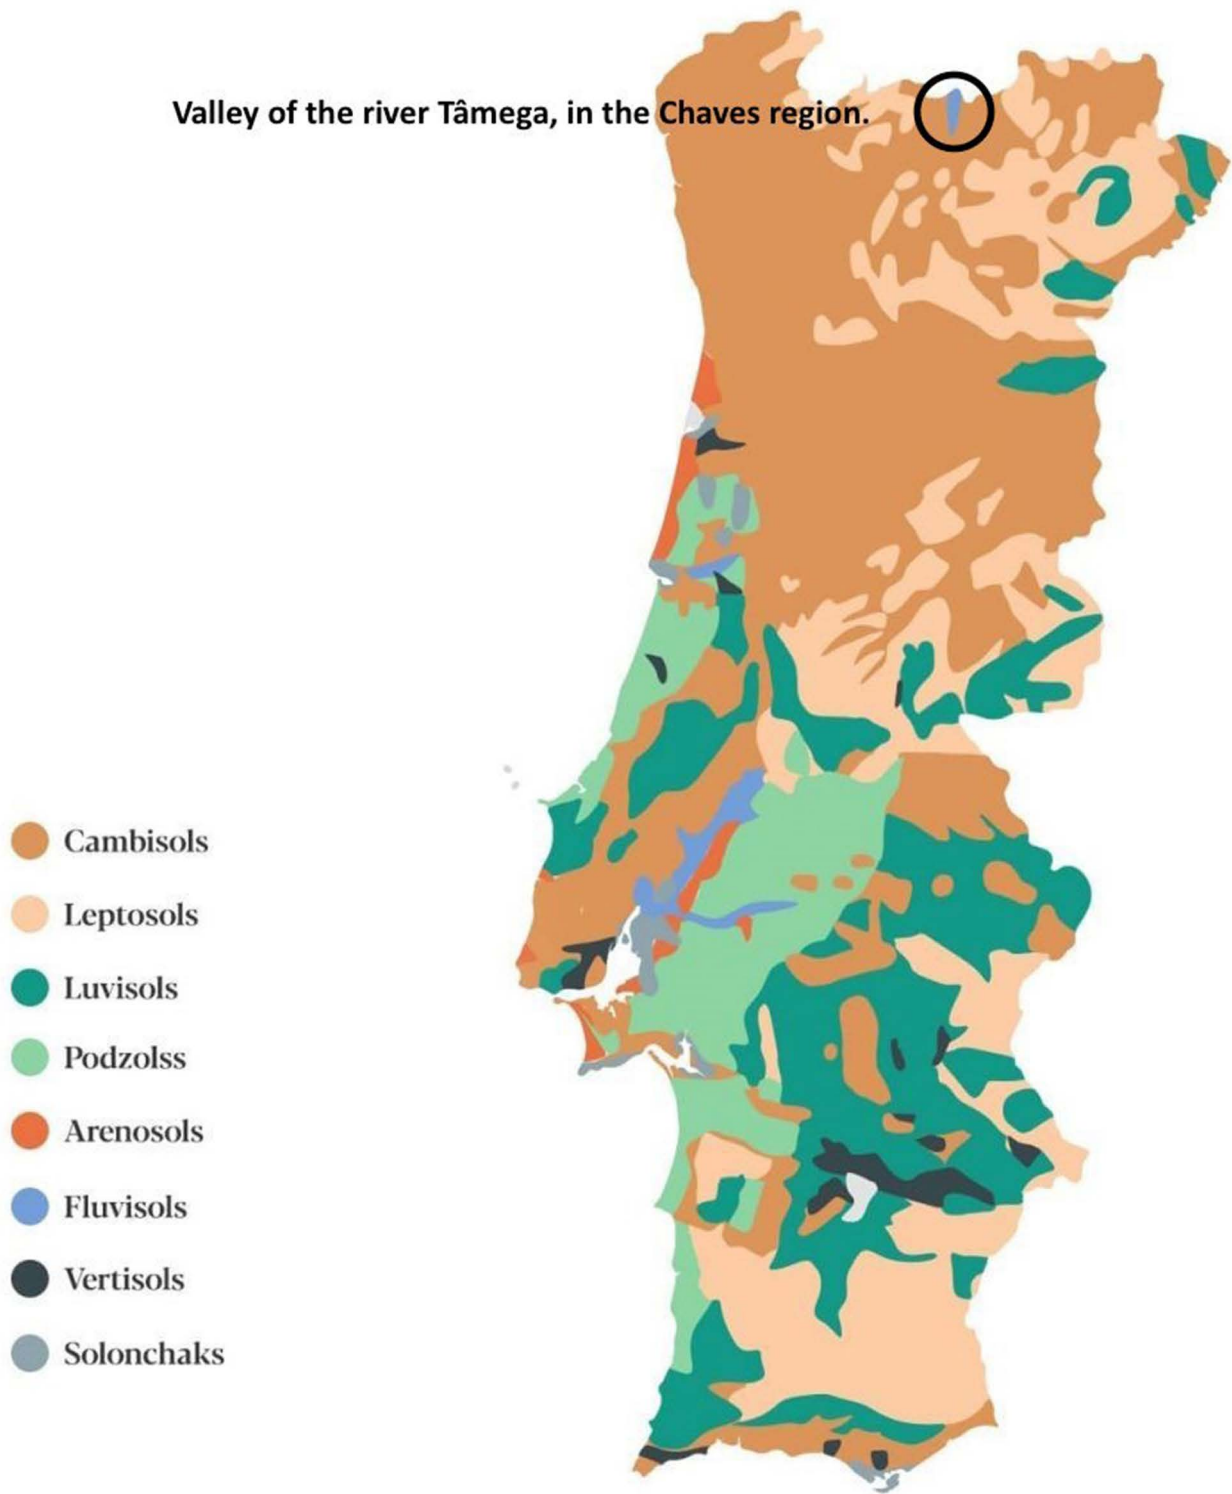 Valley of the river Tâmega, in the Chaves region.
Cambisols
Leptosols
Luvisols
Podzolss
Arenosols
Fluvisols
Vertisols
Solonchaks